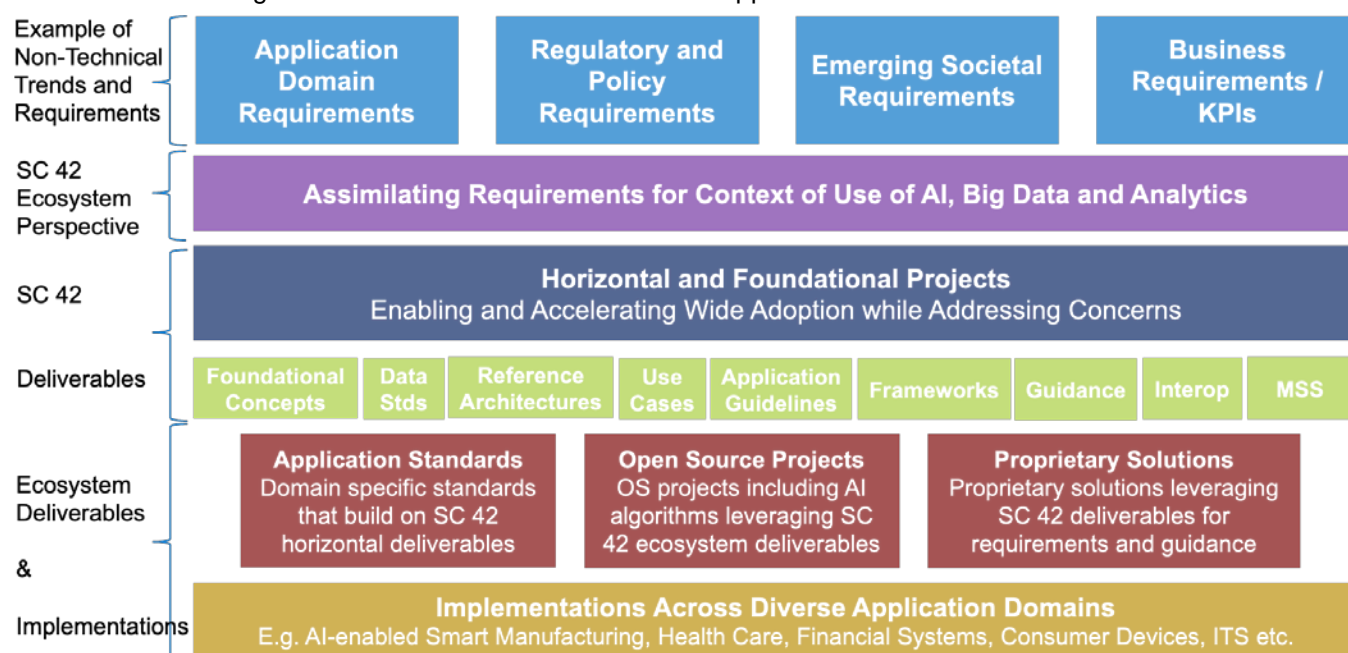 Example of
Non-Technical
Trends and
Requirements
Application
Domain
Requirements
Regulatory and
Policy
Requirements
Emerging Societal
Requirements
Business
Requirements /
KPIs
SC 42
Ecosystem
Perspective
Assimilating Requirements for Context of Use of AI, Big Data and Analytics
SC 42
Horizontal and Foundational Projects
Enabling and Accelerating Wide Adoption while Addressing Concerns
Deliverables
Foundational
Concepts
Data
Stds
Reference
Architectures
Use
Cases
Application
Guidelines
Frameworks
Guidance
Interop
MSS
Ecosystem
Deliverables
&
Implementations
Application Standards
Domain specific standards
that build on SC 42
horizontal deliverables
Open Source Projects
OS projects including AI
algorithms leveraging SC
42 ecosystem deliverables
Proprietary Solutions
Proprietary solutions leveraging
SC 42 deliverables for
requirements and guidance
Implementations Across Diverse Application Domains
E.g. AI-enabled Smart Manufacturing, Health Care, Financial Systems, Consumer Devices, ITS etc.